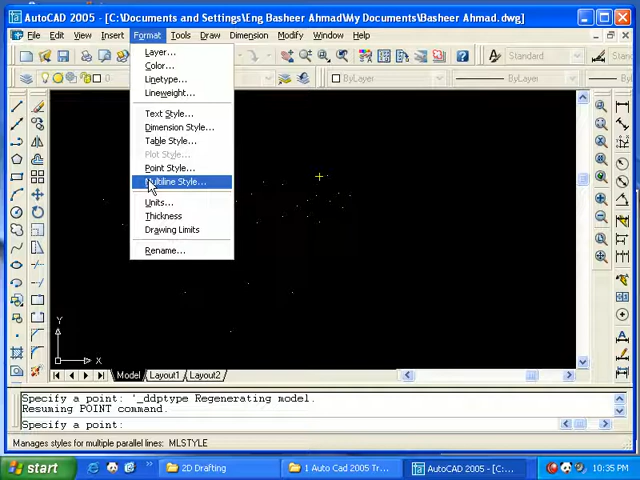 AutoCAD 2005 - [C:\Documents and Settings\Eng Basheer Ahmad\My Documents\Basheer Ahmad.dwg]
File Edit View Insert Format Tools Draw Dimension Modify Window Help
Standard
ByLayer ByLayer
Layer...
Color...
Linetype...
Lineweight...
Text Style...
Dimension Style...
Table Style...
Plot Style...
Point Style...
Multiline Style...
Units...
Thickness
Drawing Limits
Rename...
Y
X
Model Layout1 Layout2
Specify a point: '_ddptype Regenerating model.
Resuming POINT command.
Specify a point:
Manages styles for multiple parallel lines: MLSTYLE
start 2D Drafting 1 Auto Cad 2005 Tr... AutoCAD 2005 - [C:... 10:35 PM